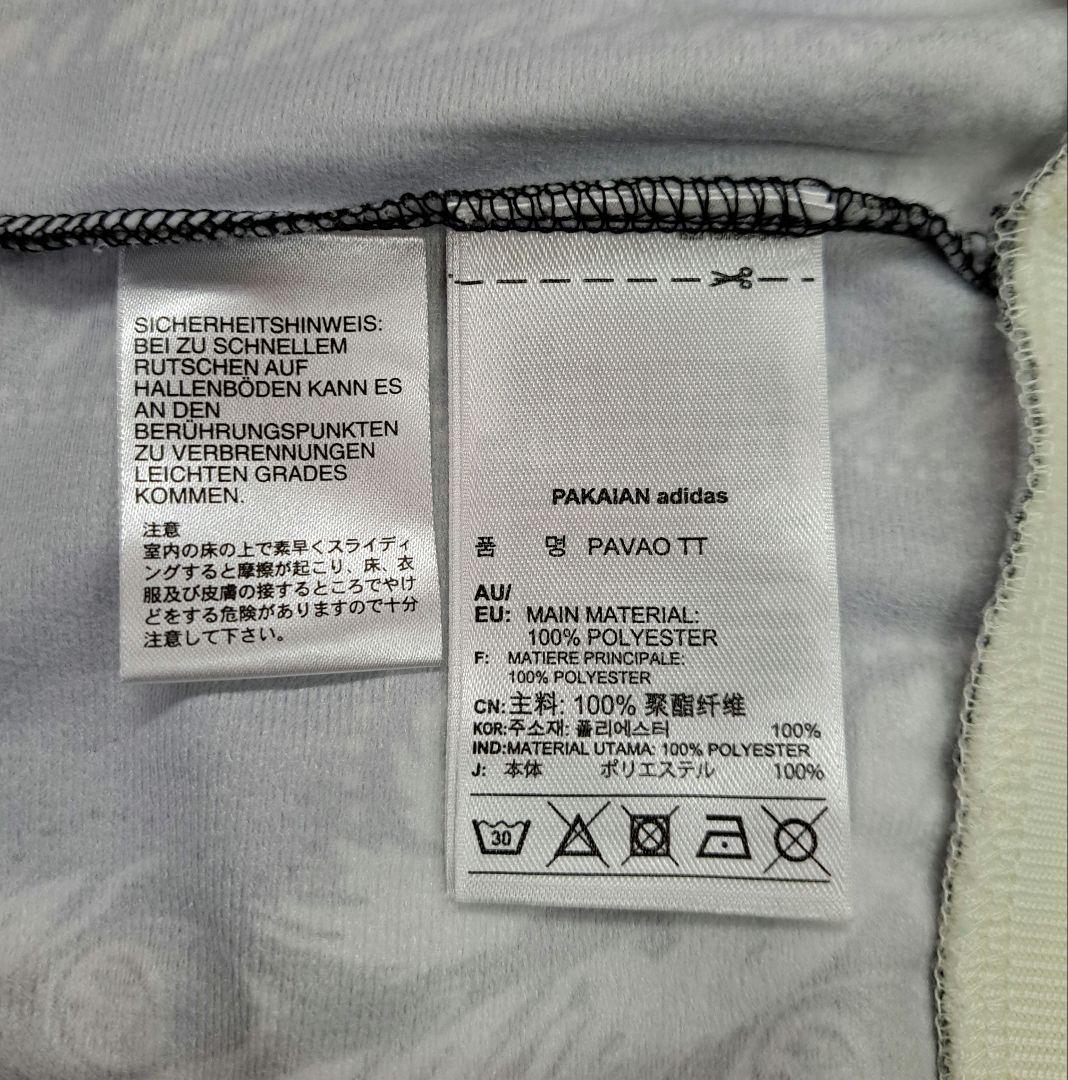 SICHERHEITSHINWEIS:
BEI ZU SCHNELLEM
RUTSCHEN AUF
HALLENBÖDEN KANN ES
AN DEN
BERÜHRUNGSPUNKTEN
ZU VERBRENNUNGEN
LEICHTEN GRADES
KOMMEN.
注意
室内の床の上で素早くスライディ
ングすると摩擦が起こり、床、衣
服及び皮膚の接するところでやけ
どをする危険がありますので十分
注意して下さい。
PAKAIAN adidas
품 명 PAVAO TT
AU/
EU: MAIN MATERIAL:
100% POLYESTER
F: MATIERE PRINCIPALE:
100% POLYESTER
CN: 主料: 100% 聚酯纤维
KOR: 주소재: 폴리에스터 100%
IND: MATERIAL UTAMA: 100% POLYESTER
J: 本体 ポリエステル 100%
30